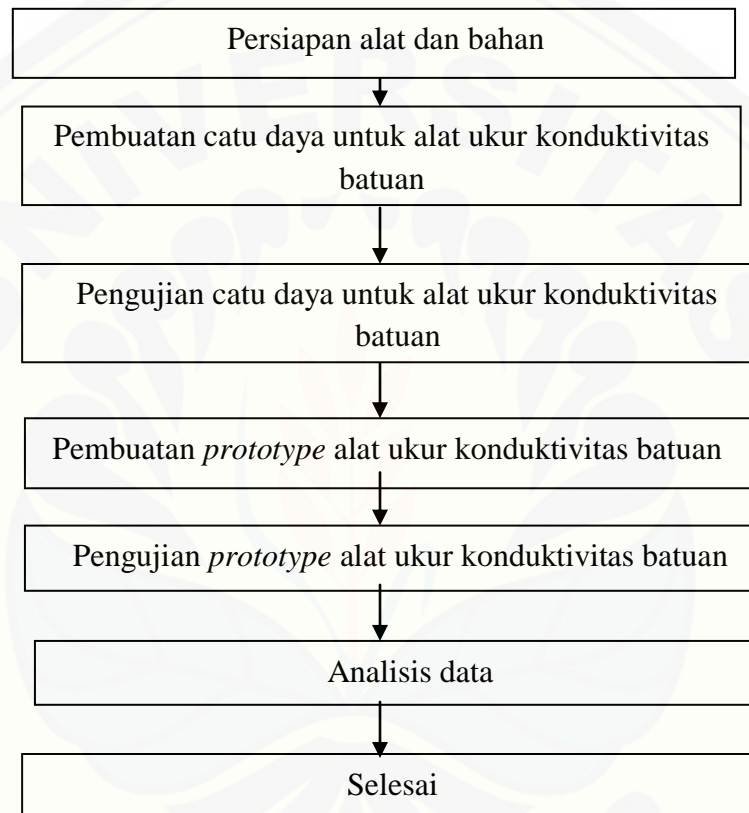 UNIVERSITAS
Persiapan alat dan bahan
Pembuatan catu daya untuk alat ukur konduktivitas
batuan
Pengujian catu daya untuk alat ukur konduktivitas
batuan
Pembuatan prototype alat ukur konduktivitas batuan
Pengujian prototype alat ukur konduktivitas batuan
Analisis data
Selesai